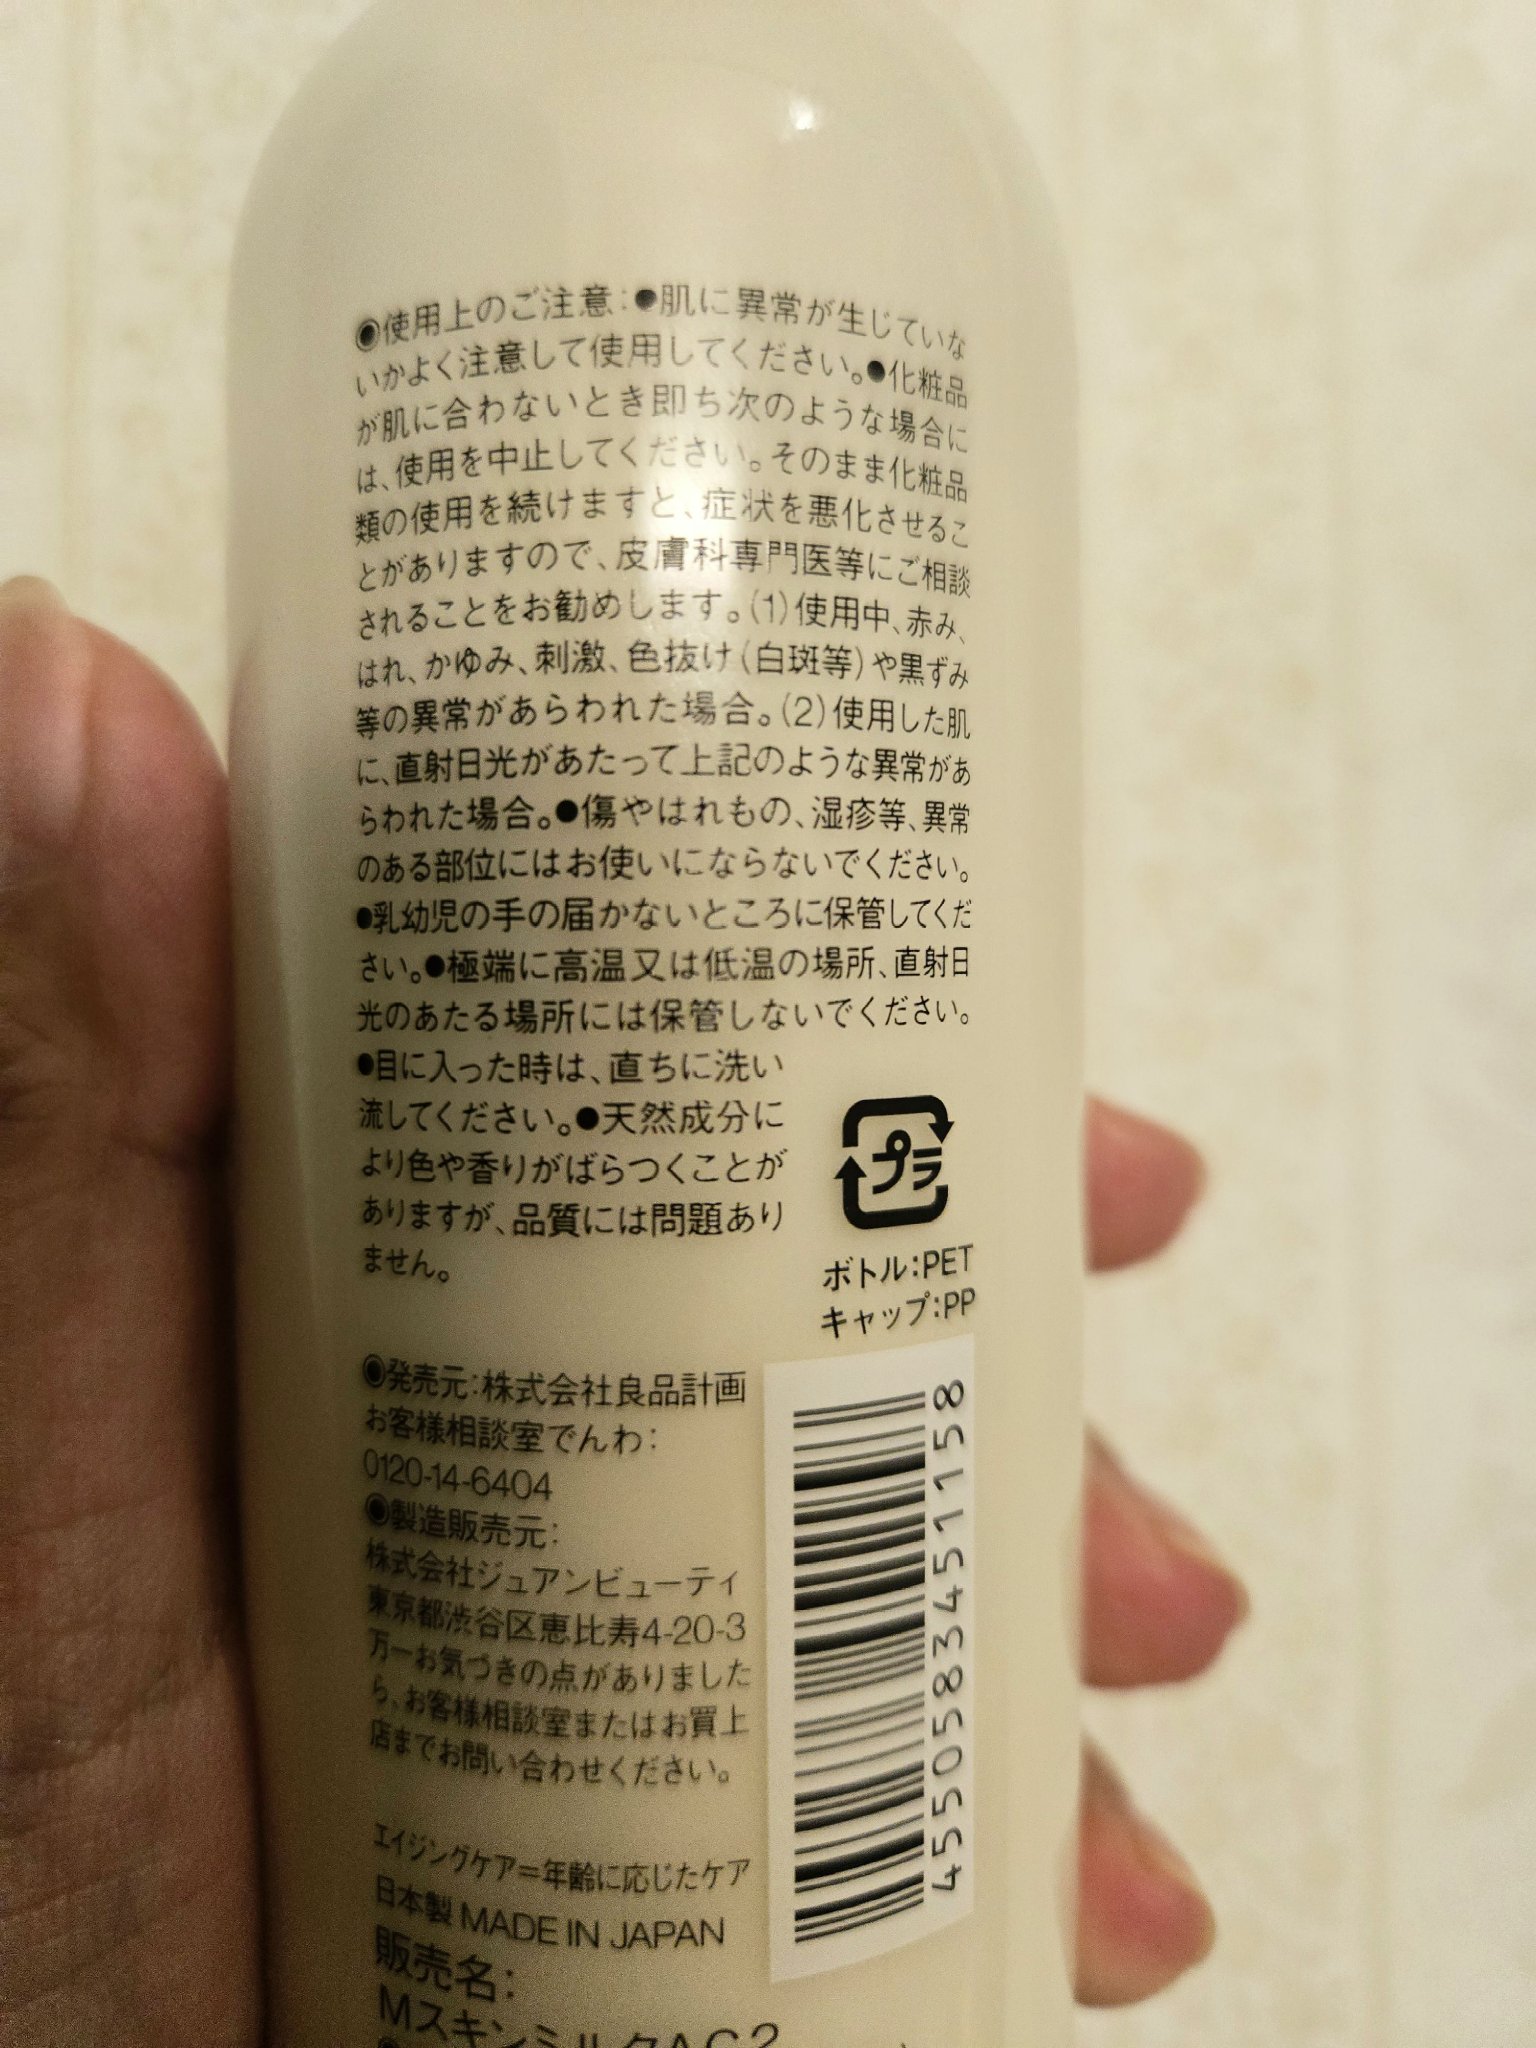 ◉使用上のご注意：●肌に異常が生じていな
いかよく注意して使用してください。●化粧品
が肌に合わないとき即ち次のような場合に
は、使用を中止してください。そのまま化粧品
類の使用を続けますと、症状を悪化させるこ
とがありますので、皮膚科専門医等にご相談
されることをお勧めします。(1)使用中、赤み、
はれ、かゆみ、刺激、色抜け(白斑等)や黒ずみ
等の異常があらわれた場合。(2)使用した肌
に、直射日光があたって上記のような異常があ
らわれた場合。●傷やはれもの、湿疹等、異常
のある部位にはお使いにならないでください。
●乳幼児の手の届かないところに保管してくだ
さい。●極端に高温又は低温の場所、直射日
光のあたる場所には保管しないでください。
●目に入った時は、直ちに洗い
流してください。●天然成分に
より色や香りがばらつくことが
ありますが、品質には問題あり
ません。
プラ
ボトル：PET
キャップ：PP
◉発売元：株式会社良品計画
お客様相談室でんわ：
0120-14-6404
◉製造販売元：
株式会社ジュアンビューティ
東京都渋谷区恵比寿4-20-3
万一お気づきの点がありました
ら、お客様相談室またはお買上
店までお問い合わせください。
4550583451158
エイジングケア＝年齢に応じたケア
日本製 MADE IN JAPAN
販売名：
MスキンミルクAC2